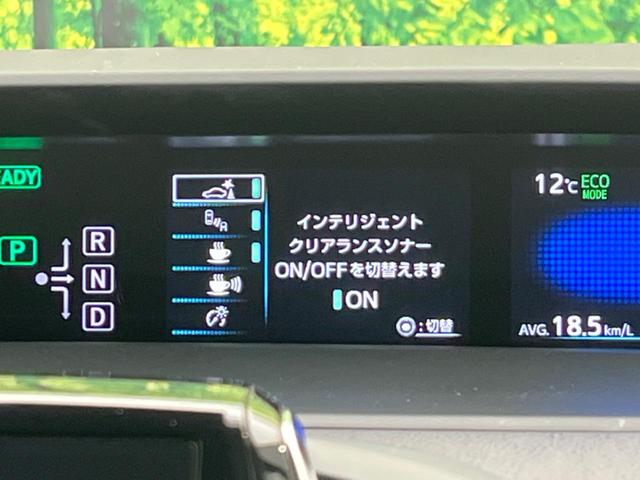 EADY
P
R
N
D
インテリジェント
クリアランスソナー
ON/OFFを切替えます
ON
:切替
12℃
ECO
MODE
AVG. 18.5 km/L